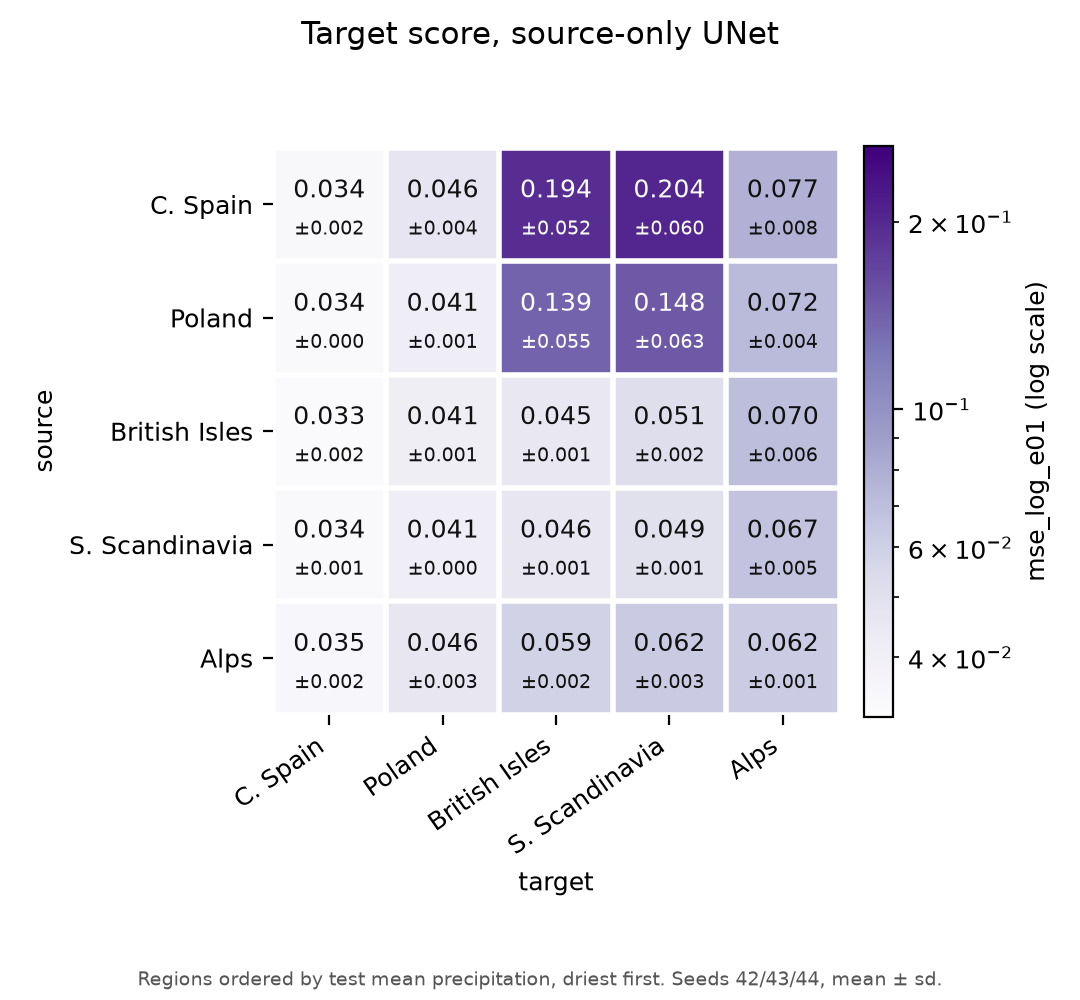 Target score, source-only UNet
C. Spain 0.034 0.046 0.194 0.204 0.077
±0.002 ±0.004 ±0.052 ±0.060 ±0.008
Poland 0.034 0.041 0.139 0.148 0.072
±0.000 ±0.001 ±0.055 ±0.063 ±0.004
British Isles 0.033 0.041 0.045 0.051 0.070
±0.002 ±0.001 ±0.001 ±0.002 ±0.006
S. Scandinavia 0.034 0.041 0.046 0.049 0.067
±0.001 ±0.000 ±0.001 ±0.001 ±0.005
Alps 0.035 0.046 0.059 0.062 0.062
±0.002 ±0.003 ±0.002 ±0.003 ±0.001
source
C. Spain
Poland
British Isles
S. Scandinavia
Alps
target
2 × 10⁻¹
10⁻¹
6 × 10⁻²
4 × 10⁻²
mse_log_e01 (log scale)
Regions ordered by test mean precipitation, driest first. Seeds 42/43/44, mean ± sd.